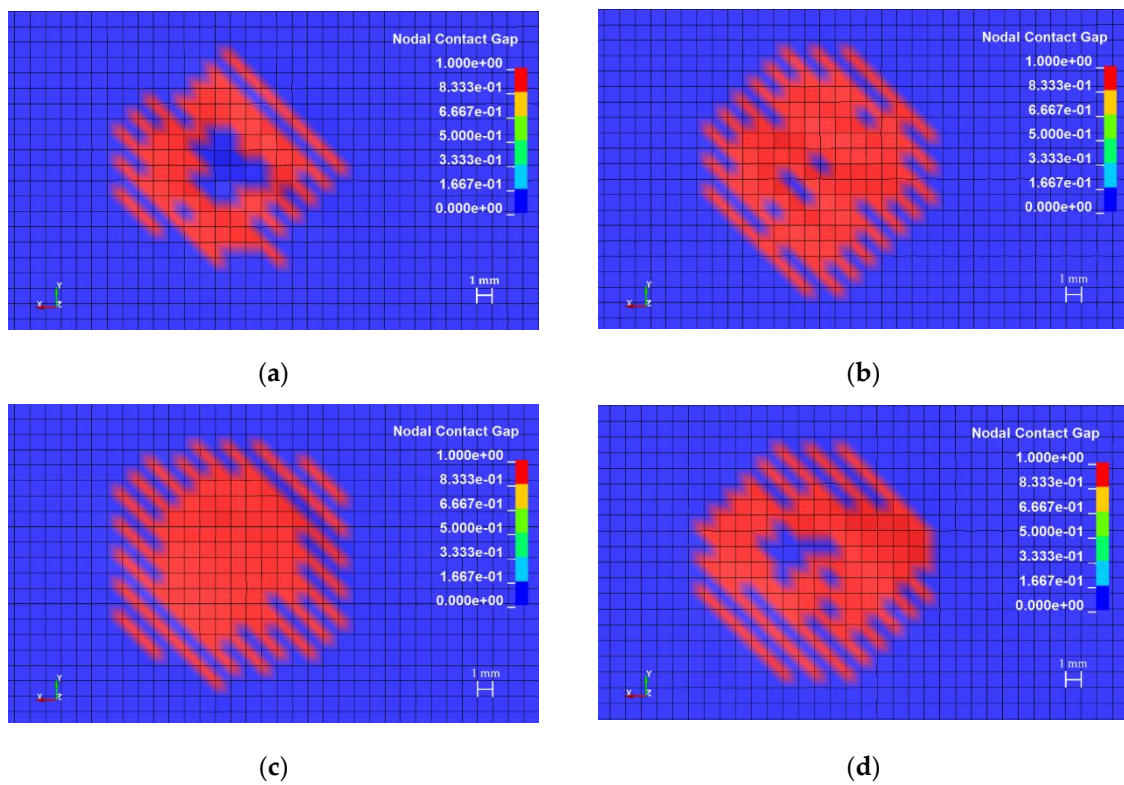 Nodal Contact Gap
1.000e+00
8.333e-01
6.667e-01
5.000e-01
3.333e-01
1.667e-01
0.000e+00
Y
X
Z
1 mm
(a)
Nodal Contact Gap
1.000e+00
8.333e-01
6.667e-01
5.000e-01
3.333e-01
1.667e-01
0.000e+00
Y
X
Z
1 mm
(b)
Nodal Contact Gap
1.000e+00
8.333e-01
6.667e-01
5.000e-01
3.333e-01
1.667e-01
0.000e+00
Y
X
Z
1 mm
(c)
Nodal Contact Gap
1.000e+00
8.333e-01
6.667e-01
5.000e-01
3.333e-01
1.667e-01
0.000e+00
Y
X
Z
1 mm
(d)